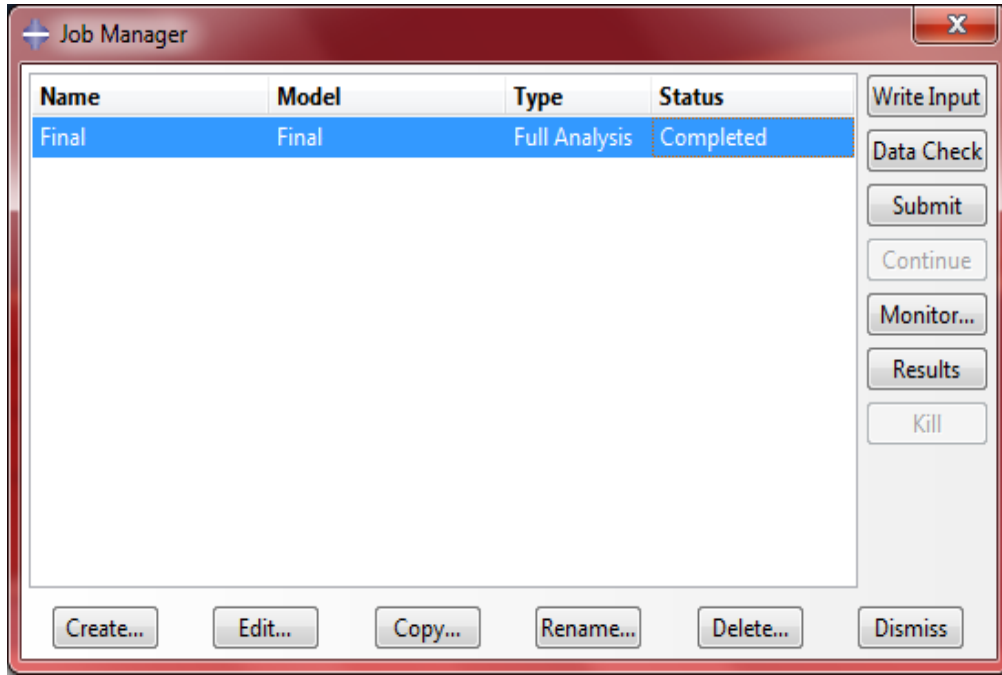 Job Manager
x
Name Model Type Status
Final Final Full Analysis Completed
Write Input
Data Check
Submit
Continue
Monitor...
Results
Kill
Create... Edit... Copy... Rename... Delete... Dismiss